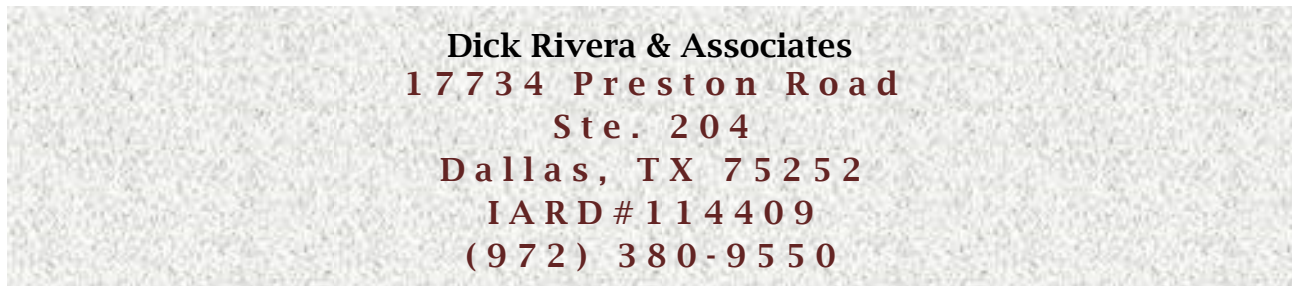 Dick Rivera & Associates
17734 Preston Road
Ste. 204
Dallas, TX 75252
IARD#114409
(972) 380-9550